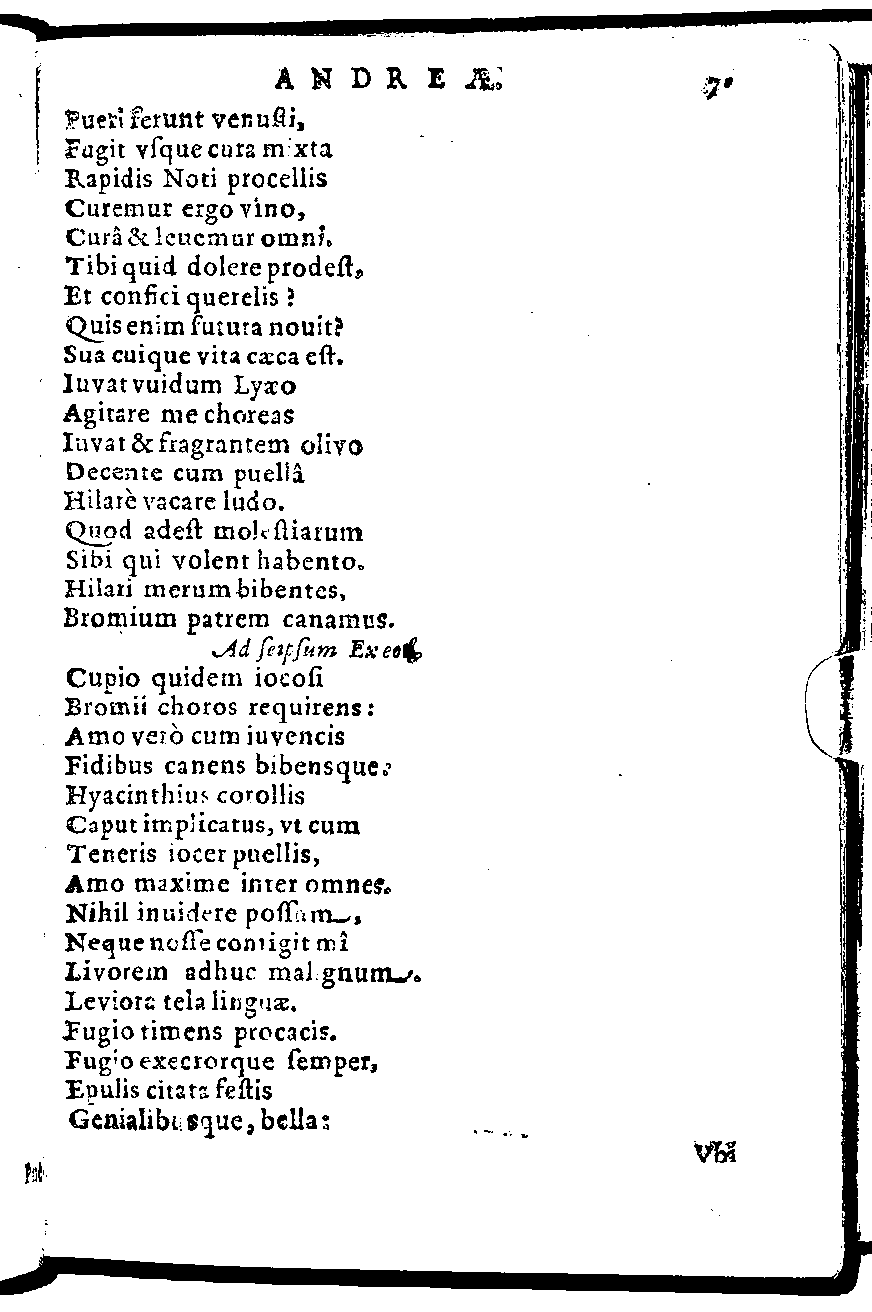 ANDREÆ.
Pueri ferunt venuſti,
Fugit vſque cura mixta
Rapidis Noti procellis
Curemur ergo vino,
Curâ & leuemur omni.
Tibi quid dolere prodeſt,
Et confici querelis?
Quis enim futura nouit?
Sua cuique vita cæca eſt.
Iuvat vuidum Lyæo
Agitare me choreas
Iuvat & fragrantem olivo
Decente cum puellâ
Hilarè vacare ludo.
Quod adeſt moleſtiarum
Sibi qui volent habento.
Hilari merum bibentes,
Bromium patrem canamus.
Ad ſeipſum Ex eod.
Cupio quidem iocoſi
Bromii choros requirens:
Amo verò cum iuvencis
Fidibus canens bibensque:
Hyacinthius corollis
Caput implicatus, vt cum
Teneris iocer puellis,
Amo maxime inter omnes.
Nihil inuidere poſſum,
Neque noſſe contigit mî
Livorem adhuc malignum.
Leviora tela linguæ.
Fugio timens procacis.
Fugio execrorque ſemper,
Epulis citata feſtis
Genialibusque, bella:
Vbi